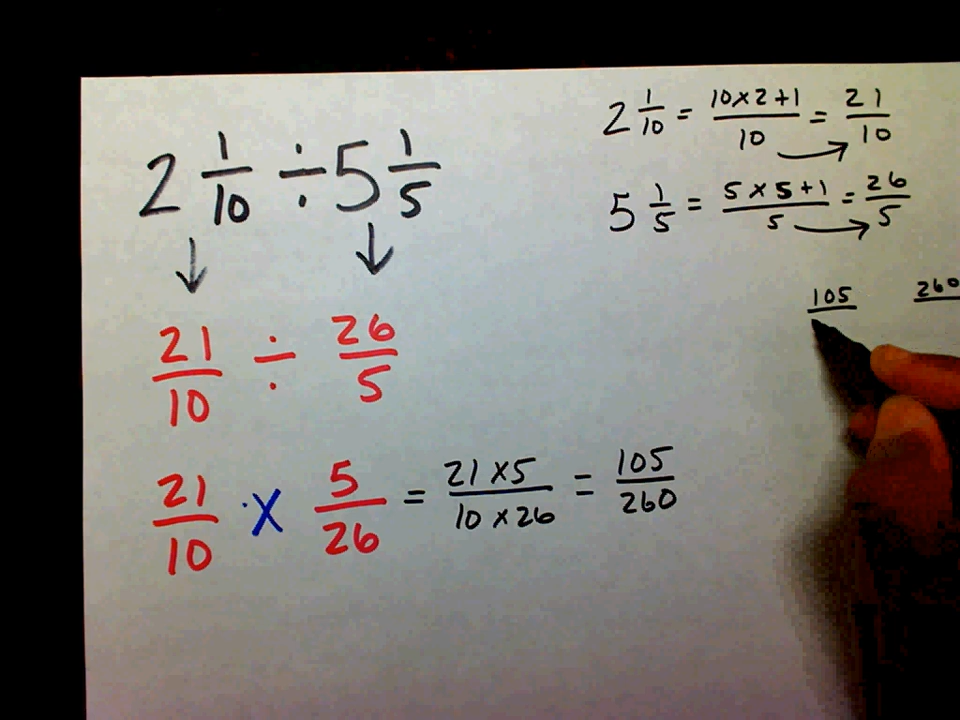 2 1/10 ÷ 5 1/5
2 1/10 = (10 x 2 + 1)/10 = 21/10
5 1/5 = (5 x 5 + 1)/5 = 26/5
105 260
21/10 ÷ 26/5
21/10 x 5/26 = (21 x 5)/(10 x 26) = 105/260